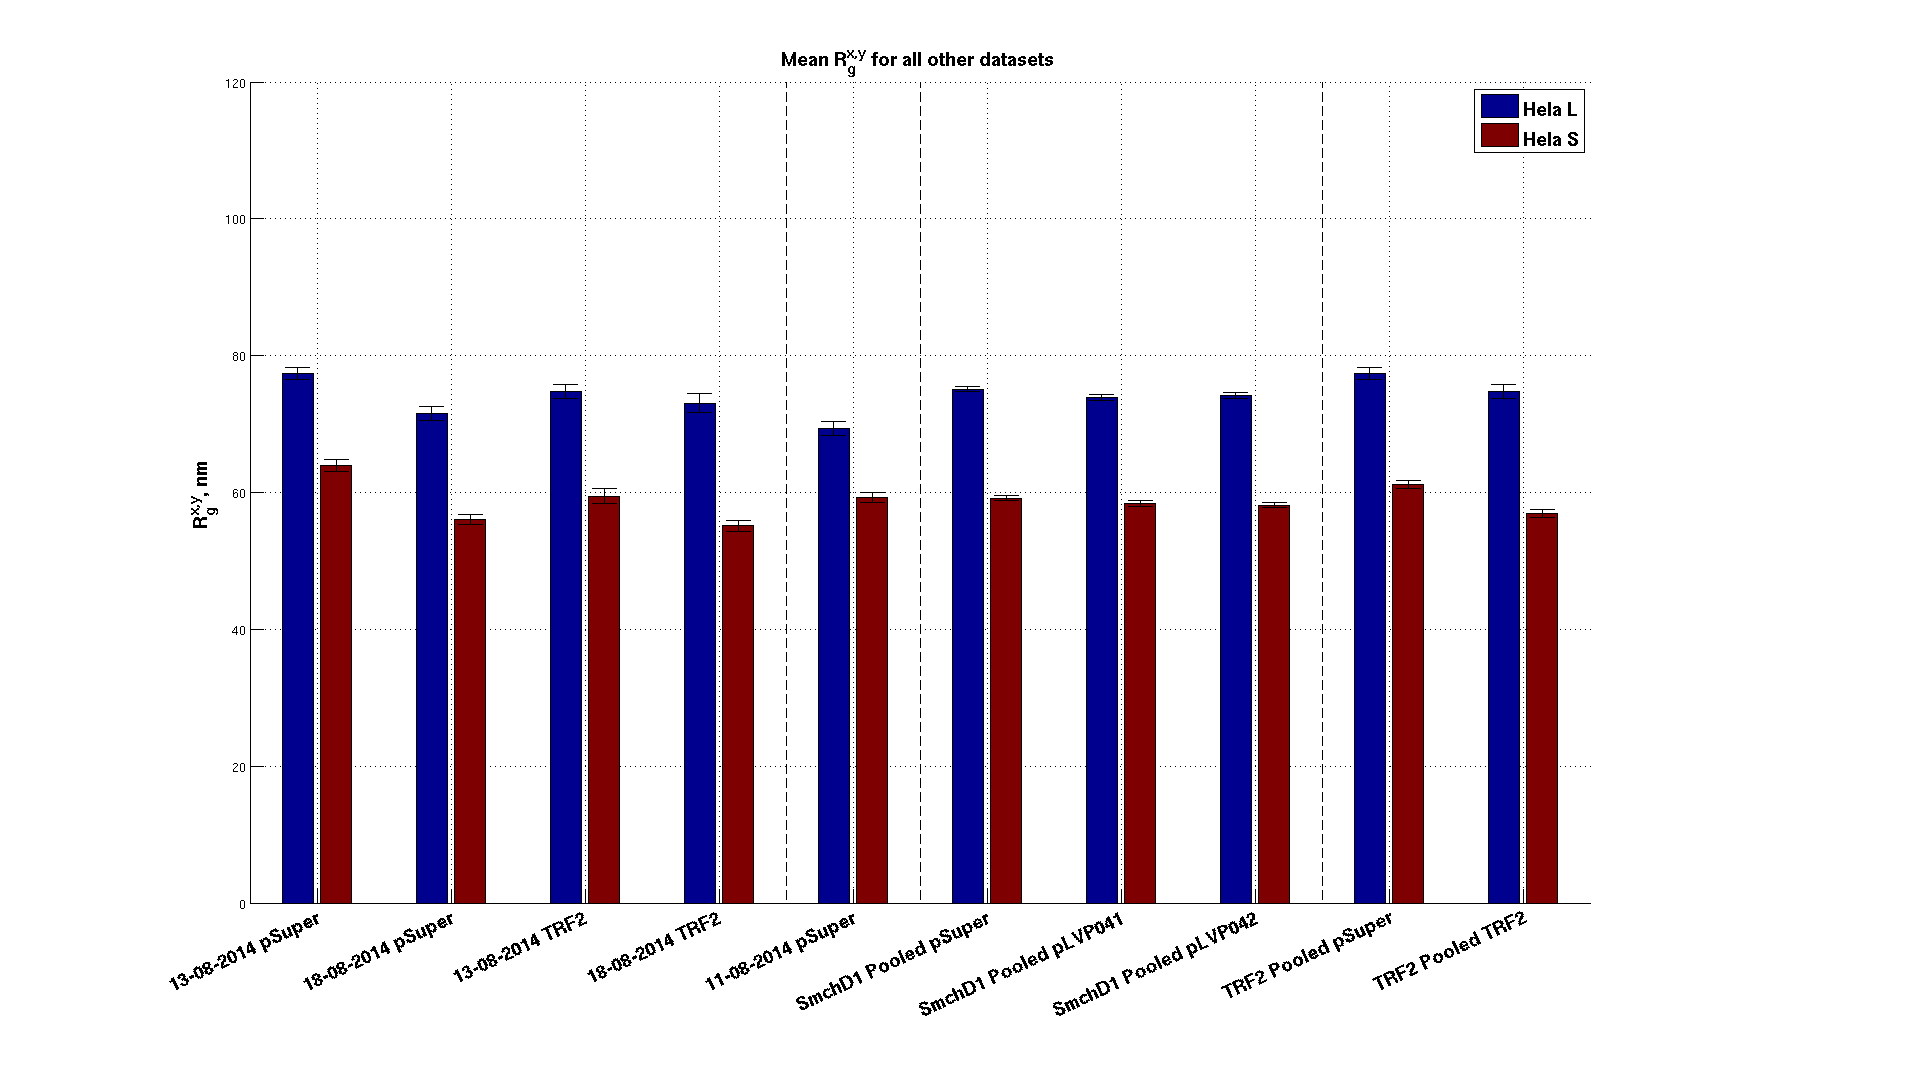 Mean R_g^x,y for all other datasets
120
100
80
60
40
20
0
R_g^x,y, nm
Hela L
Hela S
13-08-2014 pSuper
18-08-2014 pSuper
13-08-2014 TRF2
18-08-2014 TRF2
11-08-2014 pSuper
SmchD1 Pooled pSuper
SmchD1 Pooled pLVP041
SmchD1 Pooled pLVP042
TRF2 Pooled pSuper
TRF2 Pooled TRF2